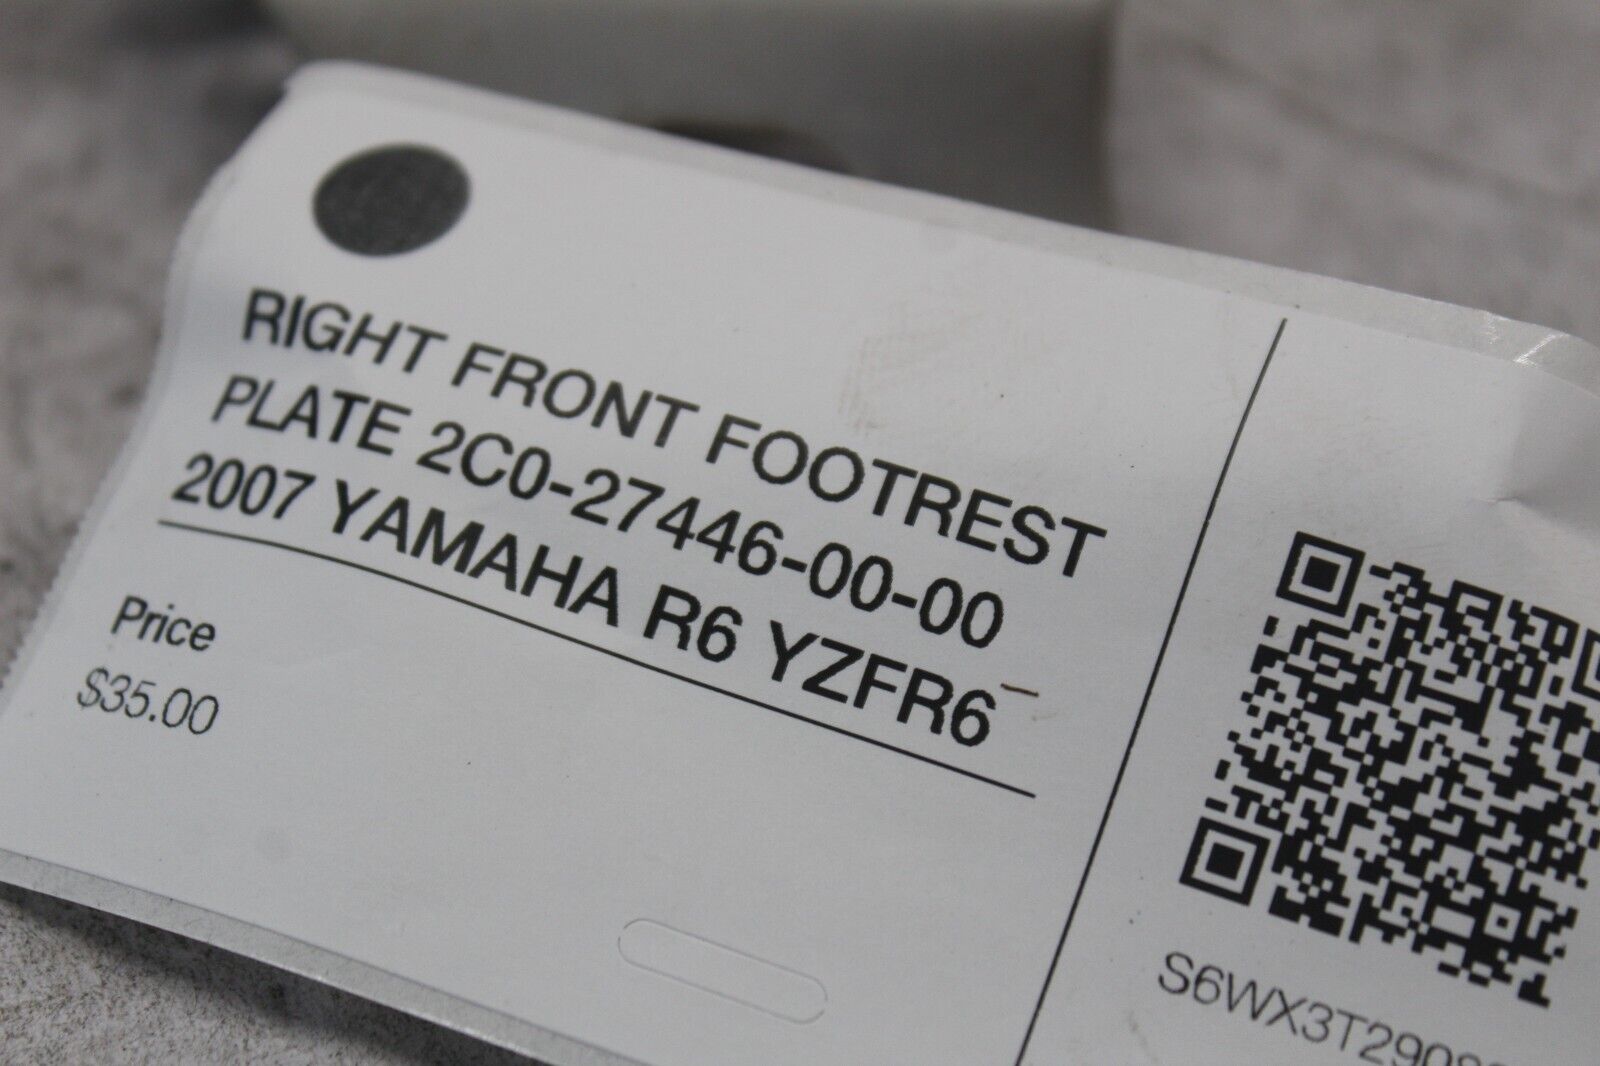 RIGHT FRONT FOOTREST
PLATE 2C0-27446-00-00
2007 YAMAHA R6 YZFR6
Price
$35.00